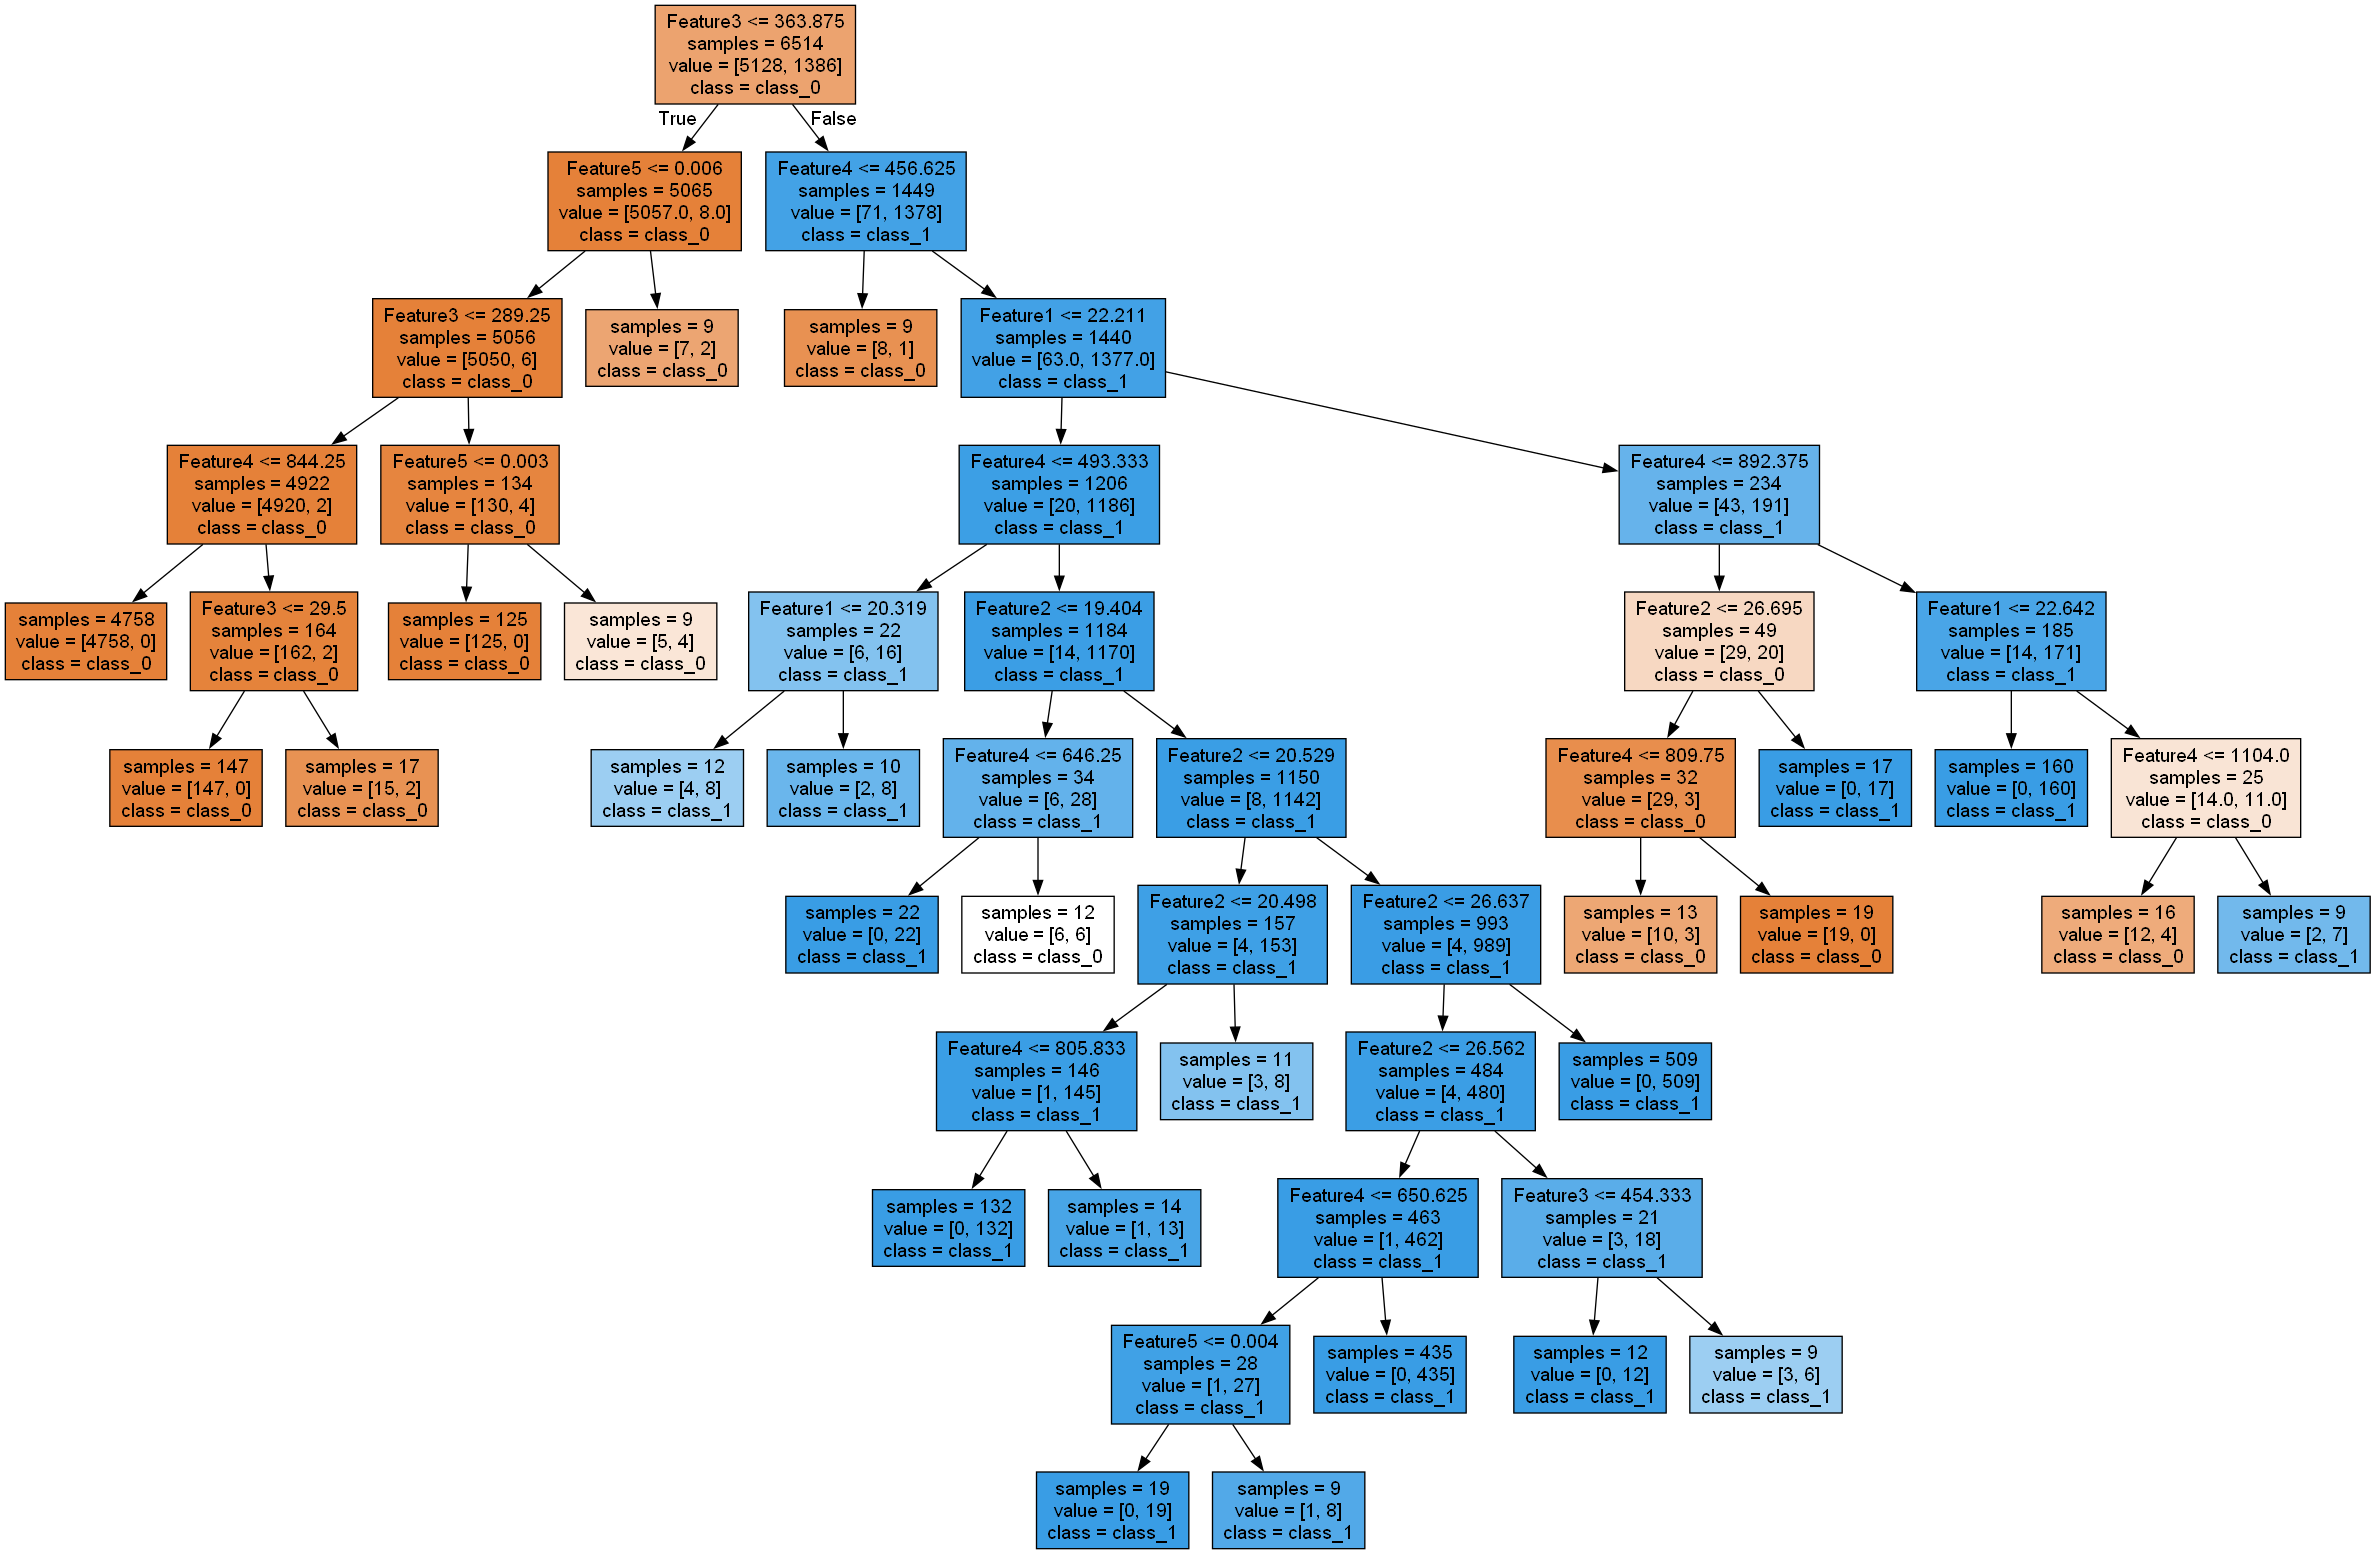 Feature3 <= 363.875
samples = 6514
value = [5128, 1386]
class = class_0
True
False
Feature5 <= 0.006
samples = 5065
value = [5057.0, 8.0]
class = class_0
Feature4 <= 456.625
samples = 1449
value = [71, 1378]
class = class_1
Feature3 <= 289.25
samples = 5056
value = [5050, 6]
class = class_0
samples = 9
value = [7, 2]
class = class_0
samples = 9
value = [8, 1]
class = class_0
Feature1 <= 22.211
samples = 1440
value = [63.0, 1377.0]
class = class_1
Feature4 <= 844.25
samples = 4922
value = [4920, 2]
class = class_0
Feature5 <= 0.003
samples = 134
value = [130, 4]
class = class_0
Feature4 <= 493.333
samples = 1206
value = [20, 1186]
class = class_1
Feature4 <= 892.375
samples = 234
value = [43, 191]
class = class_1
samples = 4758
value = [4758, 0]
class = class_0
Feature3 <= 29.5
samples = 164
value = [162, 2]
class = class_0
samples = 125
value = [125, 0]
class = class_0
samples = 9
value = [5, 4]
class = class_0
Feature1 <= 20.319
samples = 22
value = [6, 16]
class = class_1
Feature2 <= 19.404
samples = 1184
value = [14, 1170]
class = class_1
Feature2 <= 26.695
samples = 49
value = [29, 20]
class = class_0
Feature1 <= 22.642
samples = 185
value = [14, 171]
class = class_1
samples = 147
value = [147, 0]
class = class_0
samples = 17
value = [15, 2]
class = class_0
samples = 12
value = [4, 8]
class = class_1
samples = 10
value = [2, 8]
class = class_1
Feature4 <= 646.25
samples = 34
value = [6, 28]
class = class_1
Feature2 <= 20.529
samples = 1150
value = [8, 1142]
class = class_1
Feature4 <= 809.75
samples = 32
value = [29, 3]
class = class_0
samples = 17
value = [0, 17]
class = class_1
samples = 160
value = [0, 160]
class = class_1
Feature4 <= 1104.0
samples = 25
value = [14.0, 11.0]
class = class_0
samples = 22
value = [0, 22]
class = class_1
samples = 12
value = [6, 6]
class = class_0
Feature2 <= 20.498
samples = 157
value = [4, 153]
class = class_1
Feature2 <= 26.637
samples = 993
value = [4, 989]
class = class_1
samples = 13
value = [10, 3]
class = class_0
samples = 19
value = [19, 0]
class = class_0
samples = 16
value = [12, 4]
class = class_0
samples = 9
value = [2, 7]
class = class_1
Feature4 <= 805.833
samples = 146
value = [1, 145]
class = class_1
samples = 11
value = [3, 8]
class = class_1
Feature2 <= 26.562
samples = 484
value = [4, 480]
class = class_1
samples = 509
value = [0, 509]
class = class_1
samples = 132
value = [0, 132]
class = class_1
samples = 14
value = [1, 13]
class = class_1
Feature4 <= 650.625
samples = 463
value = [1, 462]
class = class_1
Feature3 <= 454.333
samples = 21
value = [3, 18]
class = class_1
Feature5 <= 0.004
samples = 28
value = [1, 27]
class = class_1
samples = 435
value = [0, 435]
class = class_1
samples = 12
value = [0, 12]
class = class_1
samples = 9
value = [3, 6]
class = class_1
samples = 19
value = [0, 19]
class = class_1
samples = 9
value = [1, 8]
class = class_1